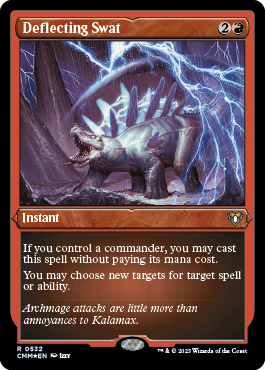 Deflecting Swat 2
Instant
If you control a commander, you may cast
this spell without paying its mana cost.
You may choose new targets for target spell
or ability.
Archmage attacks are little more than
annoyances to Kalamax.
R 0532
CMM★EN Izzy
™ & © 2023 Wizards of the Coast